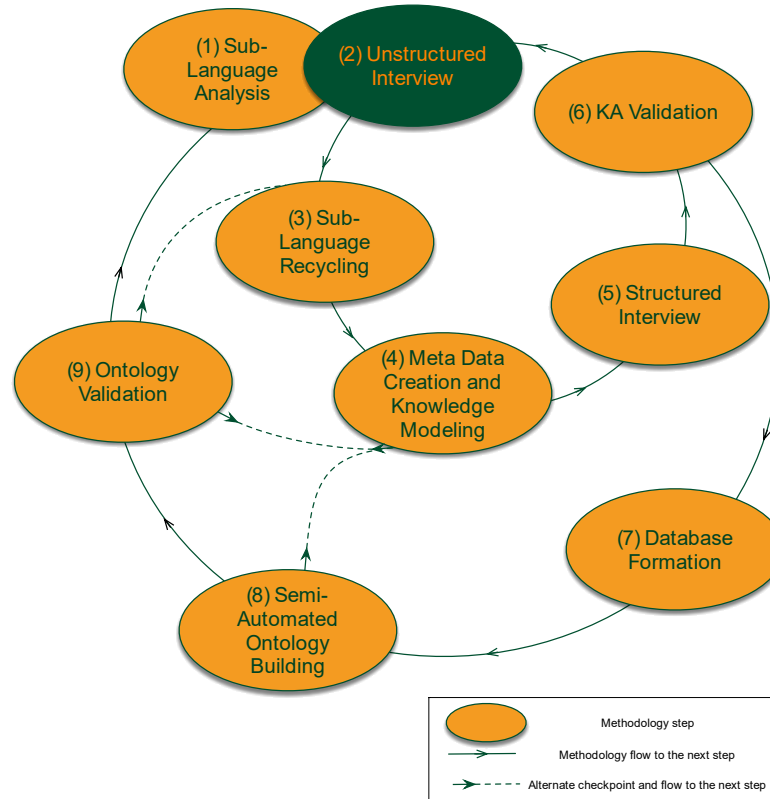 (1) Sub-
Language
Analysis
(2) Unstructured
Interview
(6) KA Validation
(3) Sub-
Language
Recycling
(5) Structured
Interview
(9) Ontology
Validation
(4) Meta Data
Creation and
Knowledge
Modeling
(7) Database
Formation
(8) Semi-
Automated
Ontology
Building
Methodology step
Methodology flow to the next step
Alternate checkpoint and flow to the next step